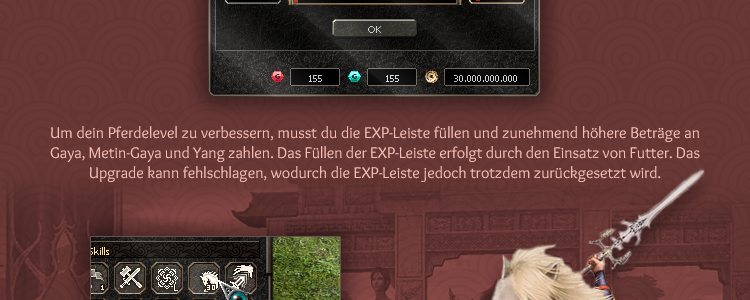 OK
155 155 30.000.000.000
Um dein Pferdelevel zu verbessern, musst du die EXP-Leiste füllen und zunehmend höhere Beträge an
Gaya, Metin-Gaya und Yang zahlen. Das Füllen der EXP-Leiste erfolgt durch den Einsatz von Futter. Das
Upgrade kann fehlschlagen, wodurch die EXP-Leiste jedoch trotzdem zurückgesetzt wird.
Skills
1 L 30